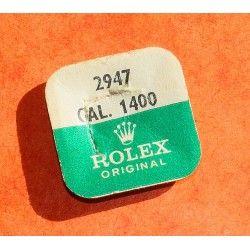 2947
CAL. 1400
ROLEX
ORIGINAL